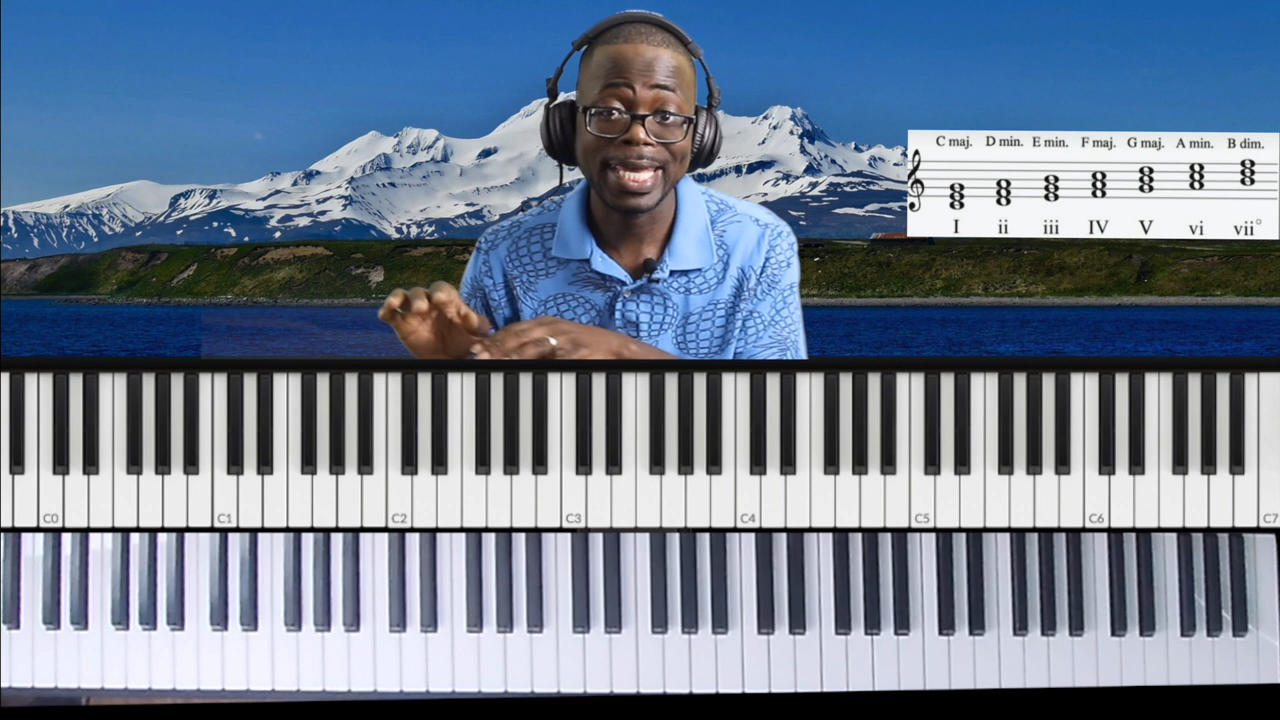 C maj. D min. E min. F maj. G maj. A min. B dim.
I ii iii IV V vi vii°
C0 C1 C2 C3 C4 C5 C6 C7